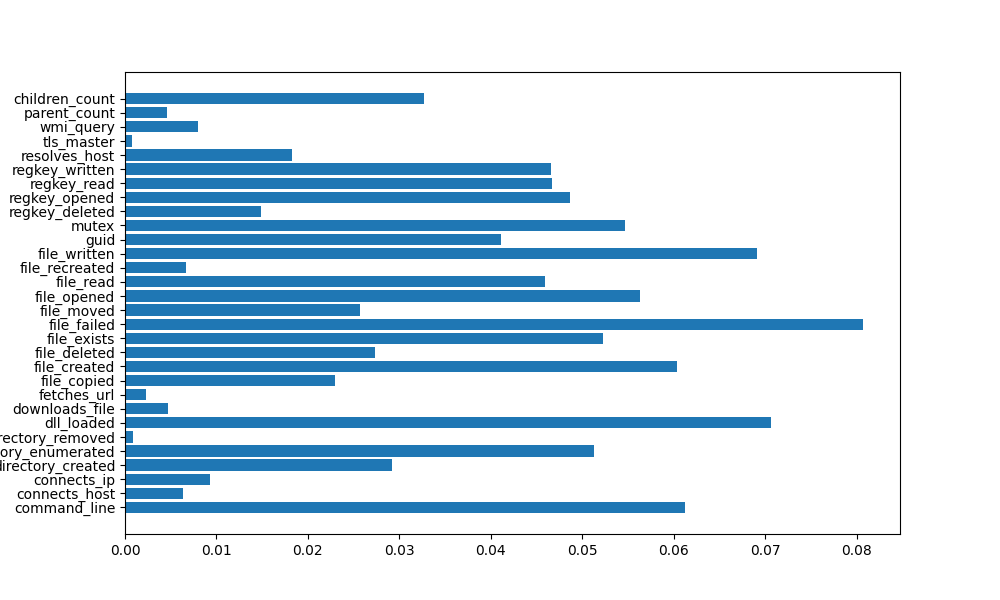 children_count
parent_count
wmi_query
tls_master
resolves_host
regkey_written
regkey_read
regkey_opened
regkey_deleted
mutex
guid
file_written
file_recreated
file_read
file_opened
file_moved
file_failed
file_exists
file_deleted
file_created
file_copied
fetches_url
downloads_file
dll_loaded
rectory_removed
ory_enumerated
directory_created
connects_ip
connects_host
command_line
0.00 0.01 0.02 0.03 0.04 0.05 0.06 0.07 0.08